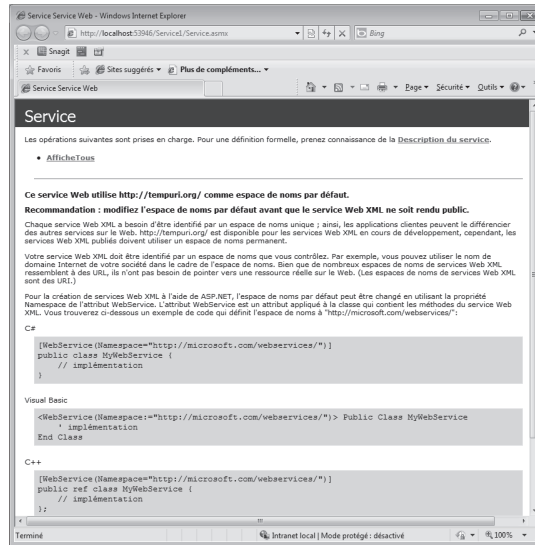 Service Service Web - Windows Internet Explorer
http://localhost:53946/Service1/Service.asmx
Bing
Snagit
Favoris Sites suggérés Plus de compléments...
Service Service Web
Page Sécurité Outils
Service
Les opérations suivantes sont prises en charge. Pour une définition formelle, prenez connaissance de la Description du service.
• AfficheTous
Ce service Web utilise http://tempuri.org/ comme espace de noms par défaut.
Recommandation : modifiez l'espace de noms par défaut avant que le service Web XML ne soit rendu public.
Chaque service Web XML a besoin d'être identifié par un espace de noms unique ; ainsi, les applications clientes peuvent le différencier
des autres services sur le Web. http://tempuri.org/ est disponible pour les services Web XML en cours de développement, cependant, les
services Web XML publiés doivent utiliser un espace de noms permanent.
Votre service Web XML doit être identifié par un espace de noms que vous contrôlez. Par exemple, vous pouvez utiliser le nom de
domaine Internet de votre société dans le cadre de l'espace de noms. Bien que de nombreux espaces de noms de services Web XML
ressemblent à des URL, ils n'ont pas besoin de pointer vers une ressource réelle sur le Web. (Les espaces de noms de services Web XML
sont des URI.)
Pour la création de services Web XML à l'aide de ASP.NET, l'espace de noms par défaut peut être changé en utilisant la propriété
Namespace de l'attribut WebService. L'attribut WebService est un attribut appliqué à la classe qui contient les méthodes du service Web
XML. Vous trouverez ci-dessous un exemple de code qui définit l'espace de noms à "http://microsoft.com/webservices/":
C#
[WebService(Namespace="http://microsoft.com/webservices/")]
public class MyWebService {
// implémentation
}
Visual Basic
<WebService(Namespace:="http://microsoft.com/webservices/")> Public Class MyWebService
' implémentation
End Class
C++
[WebService(Namespace="http://microsoft.com/webservices/")]
public ref class MyWebService {
// implémentation
};
Terminé Intranet local | Mode protégé : désactivé 100%